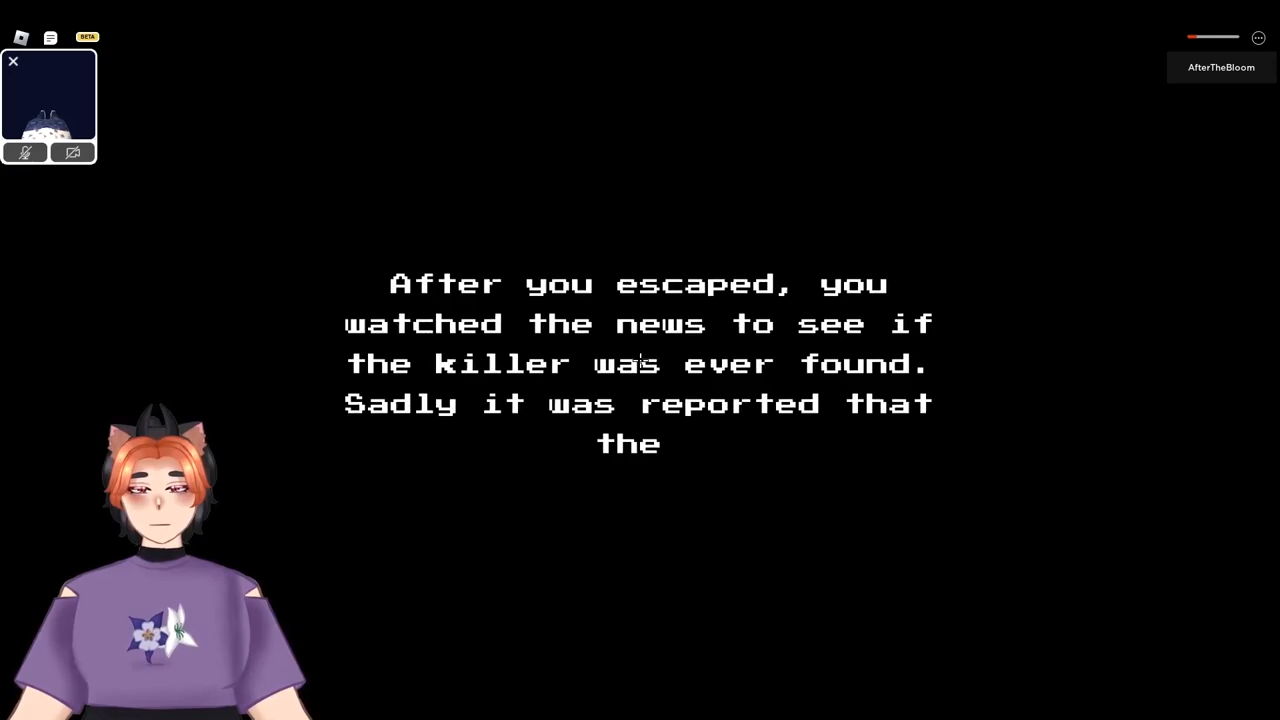 BETA
AfterTheBloom
After you escaped, you
watched the news to see if
the killer was ever found.
Sadly it was reported that
the